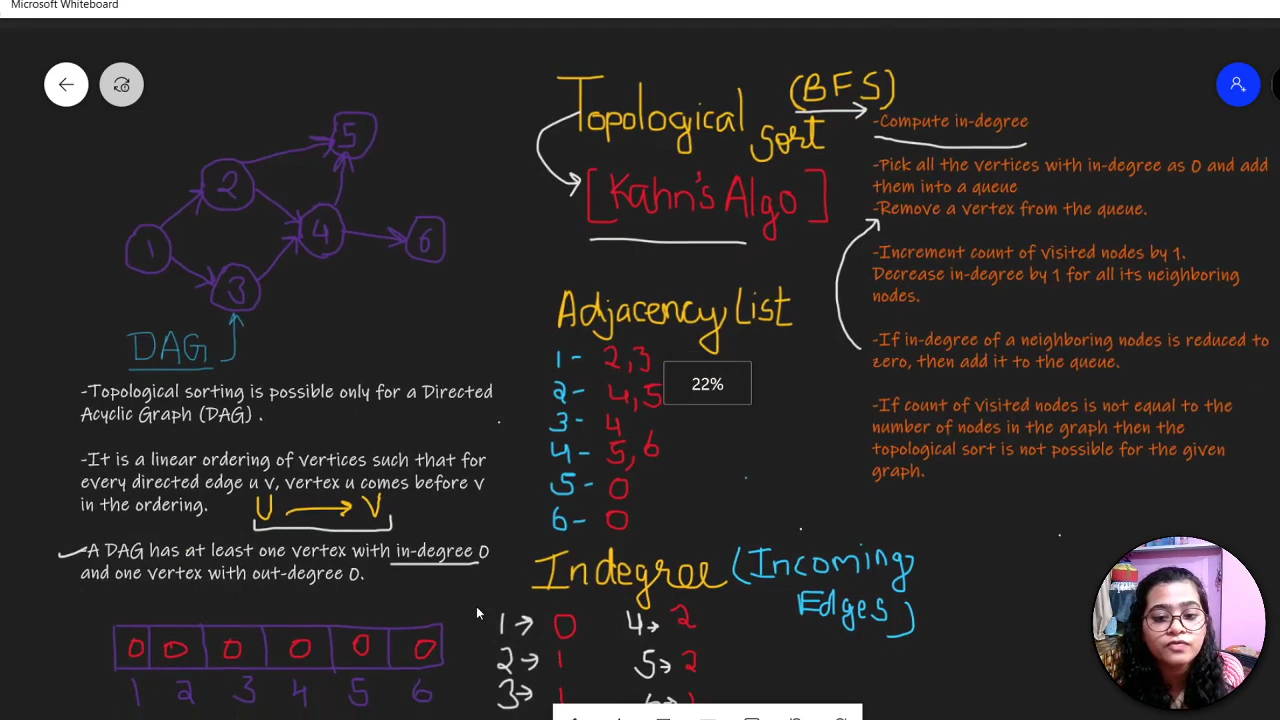 Microsoft Whiteboard
5
2
1
4
6
3
DAG
-Topological sorting is possible only for a Directed
Acyclic Graph (DAG) .
-It is a linear ordering of vertices such that for
every directed edge u v, vertex u comes before v
in the ordering.
U → V
-A DAG has at least one vertex with in-degree 0
and one vertex with out-degree 0.
0 0 0 0 0 0
1 2 3 4 5 6
Topological Sort (BFS)
[Kahn's Algo]
Adjacency List
1- 2,3
2- 4,5
3- 4
4- 5,6
5- 0
6- 0
22%
Indegree (Incoming
Edges)
1→ 0
2→ 1
3→ 1
4→ 2
5→ 2
6→ 1
-Compute in-degree
-Pick all the vertices with in-degree as 0 and add
them into a queue
-Remove a vertex from the queue.
-Increment count of visited nodes by 1.
Decrease in-degree by 1 for all its neighboring
nodes.
-If in-degree of a neighboring nodes is reduced to
zero, then add it to the queue.
-If count of visited nodes is not equal to the
number of nodes in the graph then the
topological sort is not possible for the given
graph.